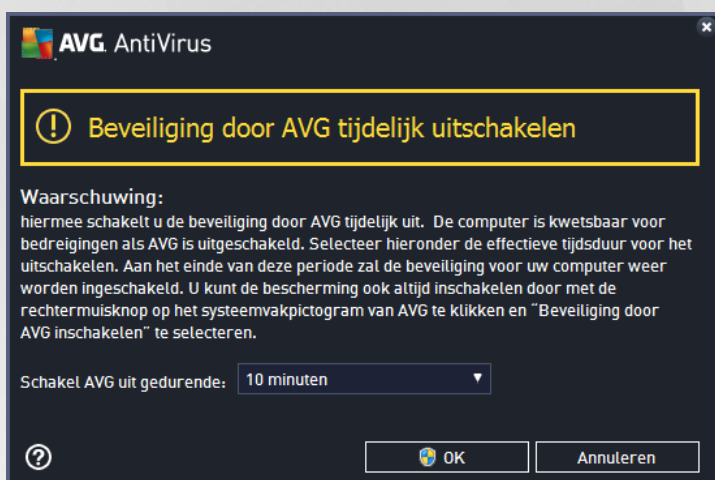 AVG. AntiVirus
Beveiliging door AVG tijdelijk uitschakelen
Waarschuwing:
hiermee schakelt u de beveiliging door AVG tijdelijk uit. De computer is kwetsbaar voor
bedreigingen als AVG is uitgeschakeld. Selecteer hieronder de effectieve tijdsduur voor het
uitschakelen. Aan het einde van deze periode zal de beveiliging voor uw computer weer
worden ingeschakeld. U kunt de bescherming ook altijd inschakelen door met de
rechtermuisknop op het systeemvakpictogram van AVG te klikken en "Beveiliging door
AVG inschakelen" te selecteren.
Schakel AVG uit gedurende: 10 minuten
OK Annuleren